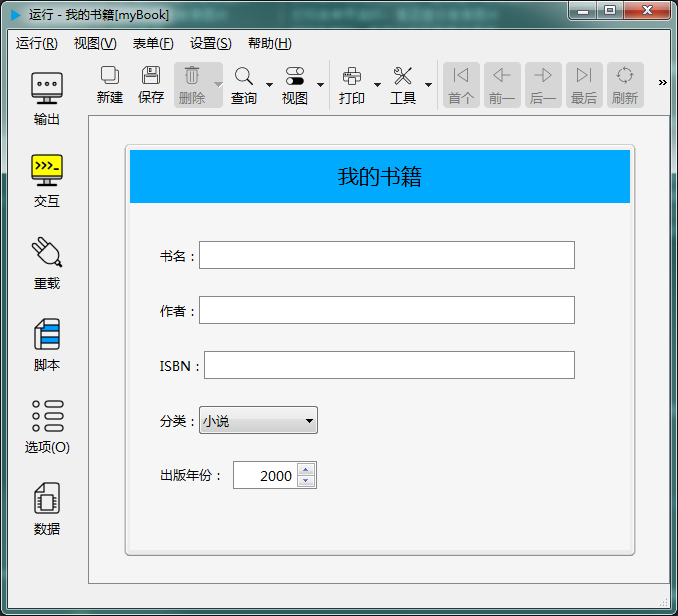 运行 - 我的书籍[myBook]
运行(R) 视图(V) 表单(F) 设置(S) 帮助(H)
新建 保存 删除 查询 视图 打印 工具 首个 前一 后一 最后 刷新
输出
交互
重载
脚本
选项(O)
数据
我的书籍
书名：
作者：
ISBN：
分类： 小说
出版年份： 2000